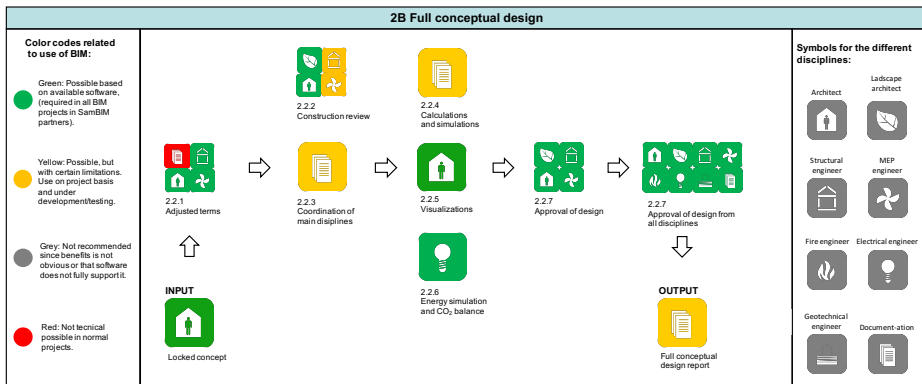 2B Full conceptual design
Color codes related
to use of BIM:
Green: Possible based
on available software,
(required in all BIM
projects in SamBIM
partners).
Yellow: Possible, but
with certain limitations.
Use on project basis
and under
development/testing.
Grey: Not recommended
since benefits is not
obvious or that software
does not fully support it.
Red: Not tecnical
possible in normal
projects.
2.2.2
Construction review
2.2.4
Calculations
and simulations
2.2.1
Adjusted terms
2.2.3
Coordination of
main disiplines
2.2.5
Visualizations
2.2.7
Approval of design
2.2.7
Approval of design from
all disciplines
INPUT
Locked concept
2.2.6
Energy simulation
and CO₂ balance
OUTPUT
Full conceptual
design report
Symbols for the different
disciplines:
Architect
Ladscape
architect
Structural
engineer
MEP
engineer
Fire engineer
Electrical engineer
Geotechnical
engineer
Document-ation